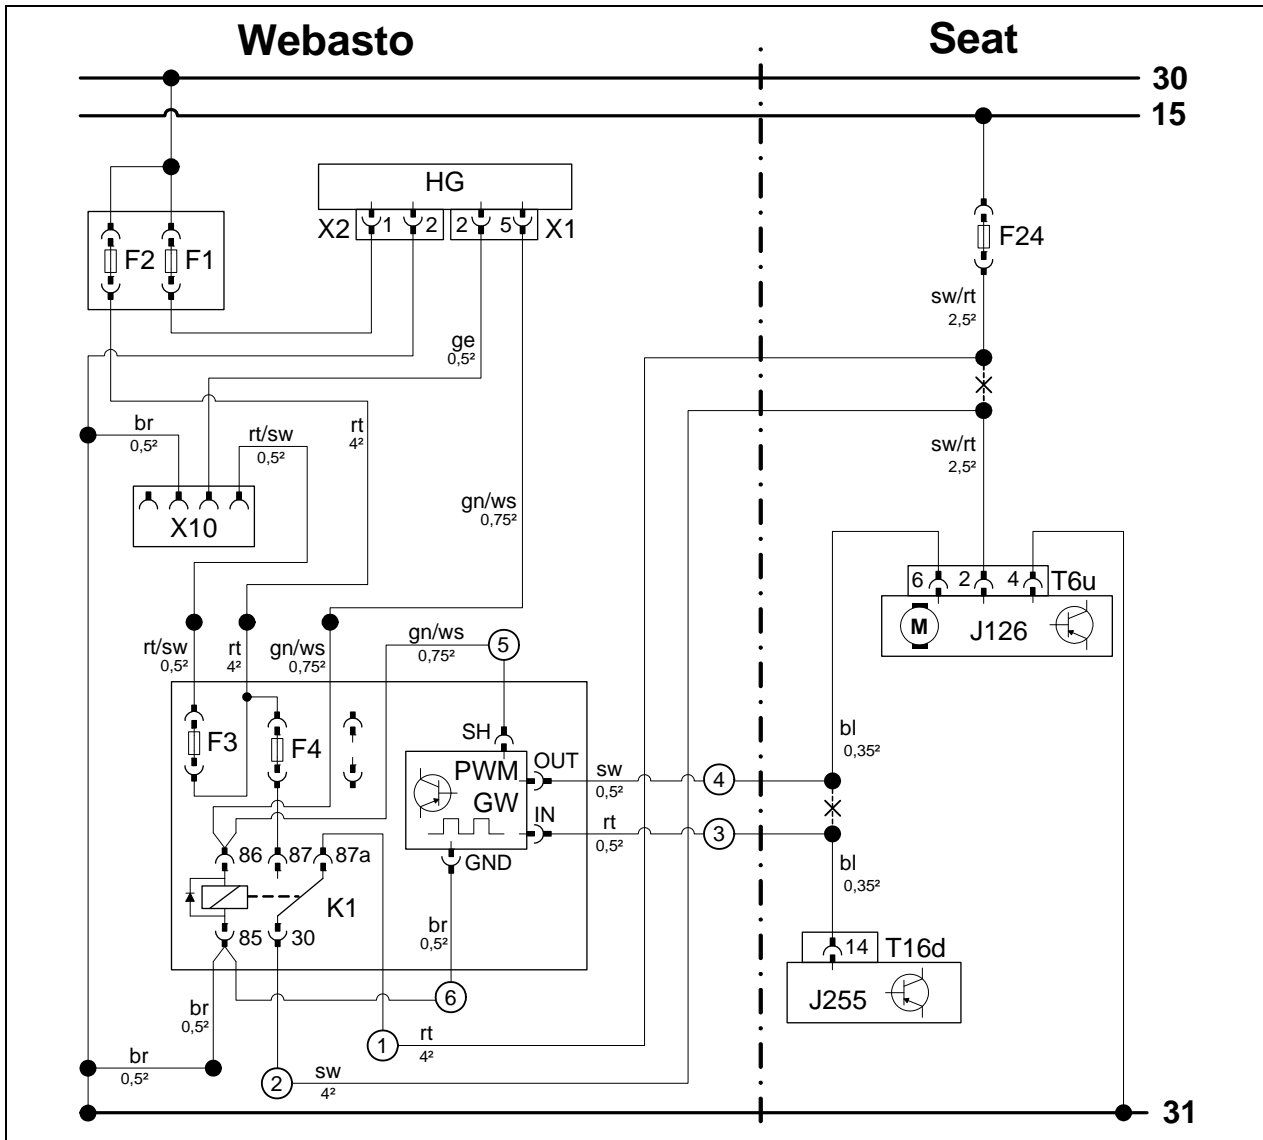 Webasto
Seat
30
15
HG
X2 1 2 2 5 X1
F2 F1
F24
sw/rt
2,5²
ge
0,5²
br
0,5²
rt/sw
0,5²
rt
4²
sw/rt
2,5²
gn/ws
0,75²
X10
6 2 4 T6u
M J126
rt/sw
0,5²
rt
4²
gn/ws
0,75²
gn/ws
0,75²
5
F3 F4
SH
PWM
GW
OUT
IN
GND
sw
0,5²
4
rt
0,5²
3
bl
0,35²
bl
0,35²
86 87 87a
K1
85 30
br
0,5²
6
14 T16d
J255
br
0,5²
1
rt
4²
br
0,5²
2
sw
4²
31